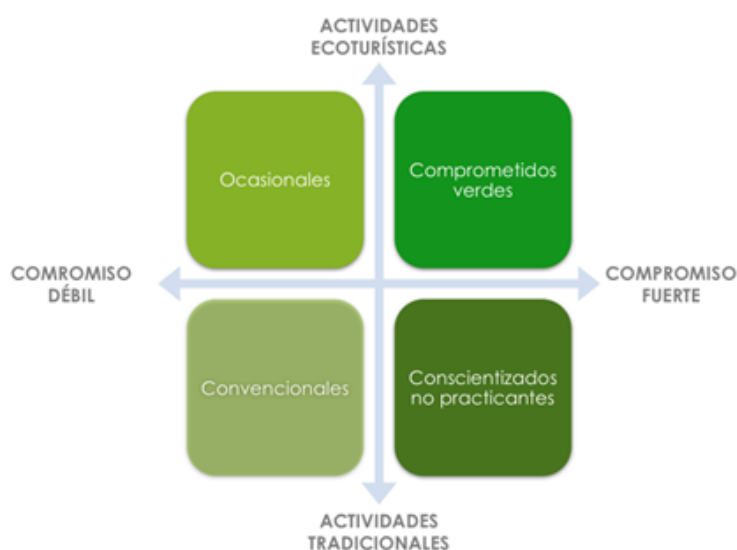 ACTIVIDADES
ECOTURÍSTICAS
Ocasionales
Comprometidos
verdes
COMROMISO
DÉBIL
COMPROMISO
FUERTE
Convencionales
Conscientizados
no practicantes
ACTIVIDADES
TRADICIONALES